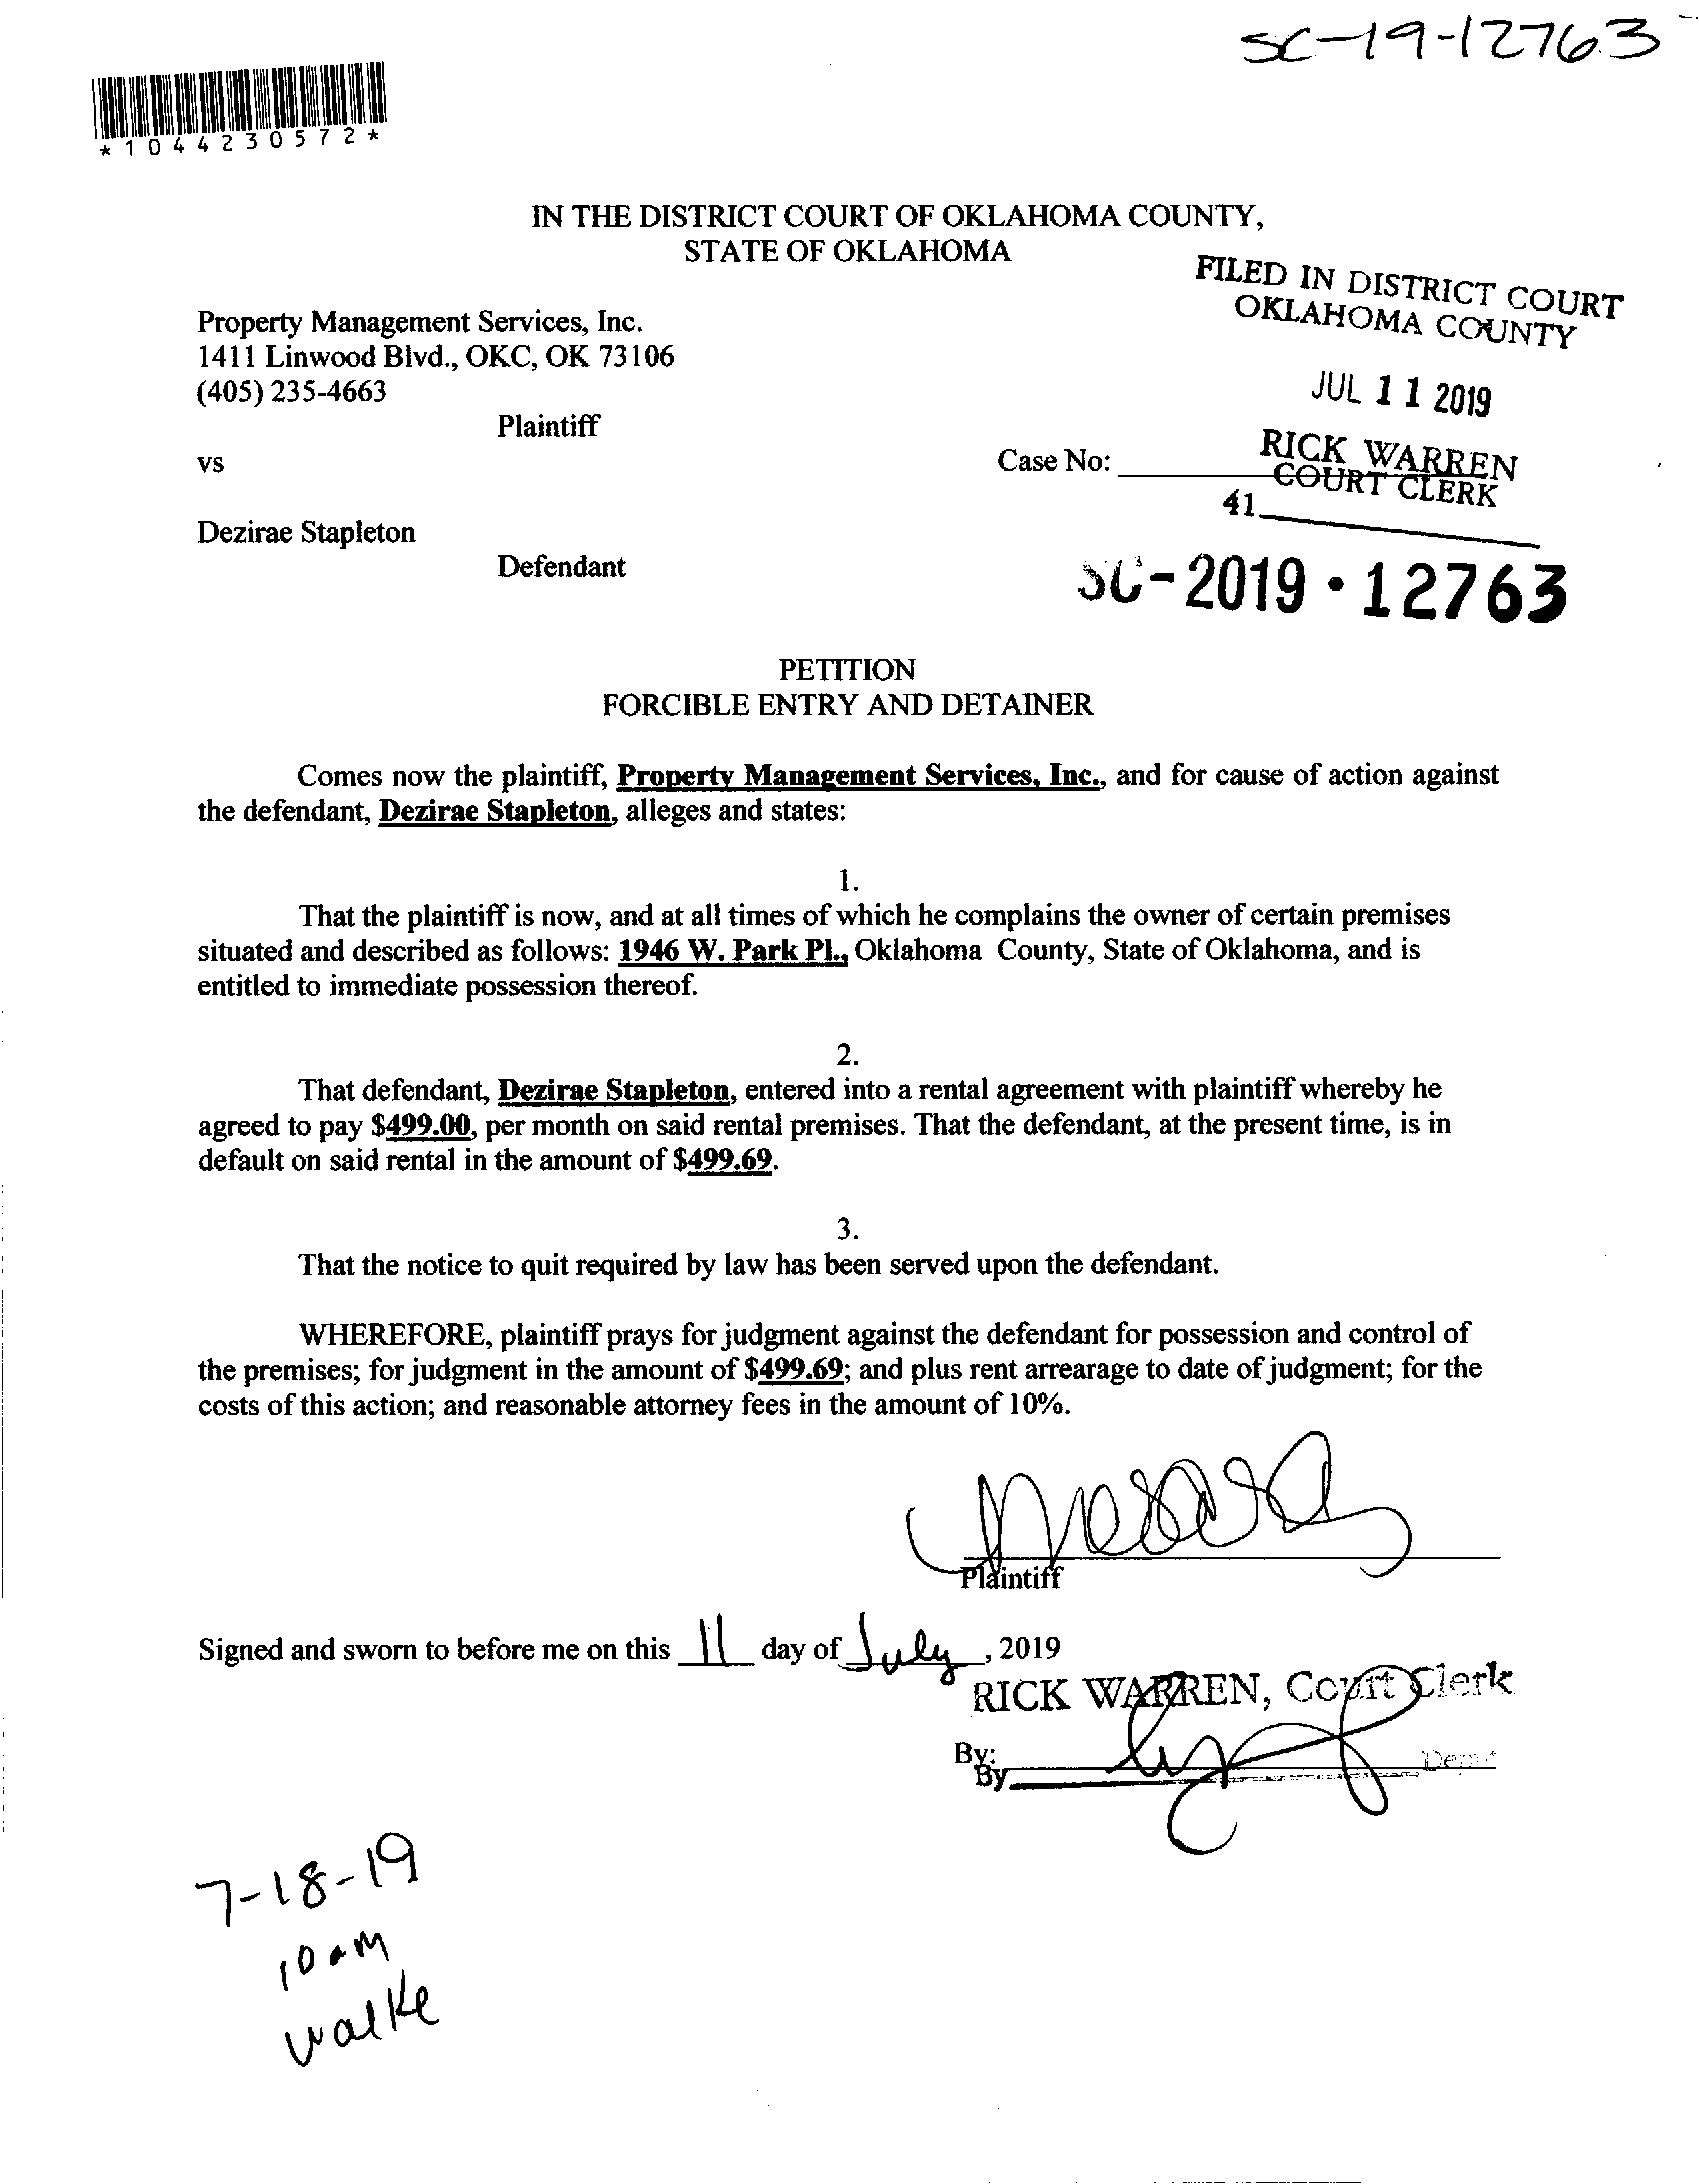 SC-19-12763
*1044230572*
IN THE DISTRICT COURT OF OKLAHOMA COUNTY,
STATE OF OKLAHOMA
FILED IN DISTRICT COURT
OKLAHOMA COUNTY
JUL 11 2019
RICK WARREN
COURT CLERK
41
Property Management Services, Inc.
1411 Linwood Blvd., OKC, OK 73106
(405) 235-4663
Plaintiff
vs
Case No:
Dezirae Stapleton
Defendant
SC-2019 · 12763
PETITION
FORCIBLE ENTRY AND DETAINER
Comes now the plaintiff, Property Management Services, Inc., and for cause of action against
the defendant, Dezirae Stapleton, alleges and states:
1.
That the plaintiff is now, and at all times of which he complains the owner of certain premises
situated and described as follows: 1946 W. Park Pl., Oklahoma County, State of Oklahoma, and is
entitled to immediate possession thereof.
2.
That defendant, Dezirae Stapleton, entered into a rental agreement with plaintiff whereby he
agreed to pay $499.00, per month on said rental premises. That the defendant, at the present time, is in
default on said rental in the amount of $499.69.
3.
That the notice to quit required by law has been served upon the defendant.
WHEREFORE, plaintiff prays for judgment against the defendant for possession and control of
the premises; for judgment in the amount of $499.69; and plus rent arrearage to date of judgment; for the
costs of this action; and reasonable attorney fees in the amount of 10%.
Plaintiff
Signed and sworn to before me on this 11 day of July, 2019
RICK WARREN, Court Clerk
By:
By
7-18-19
10am
Walke